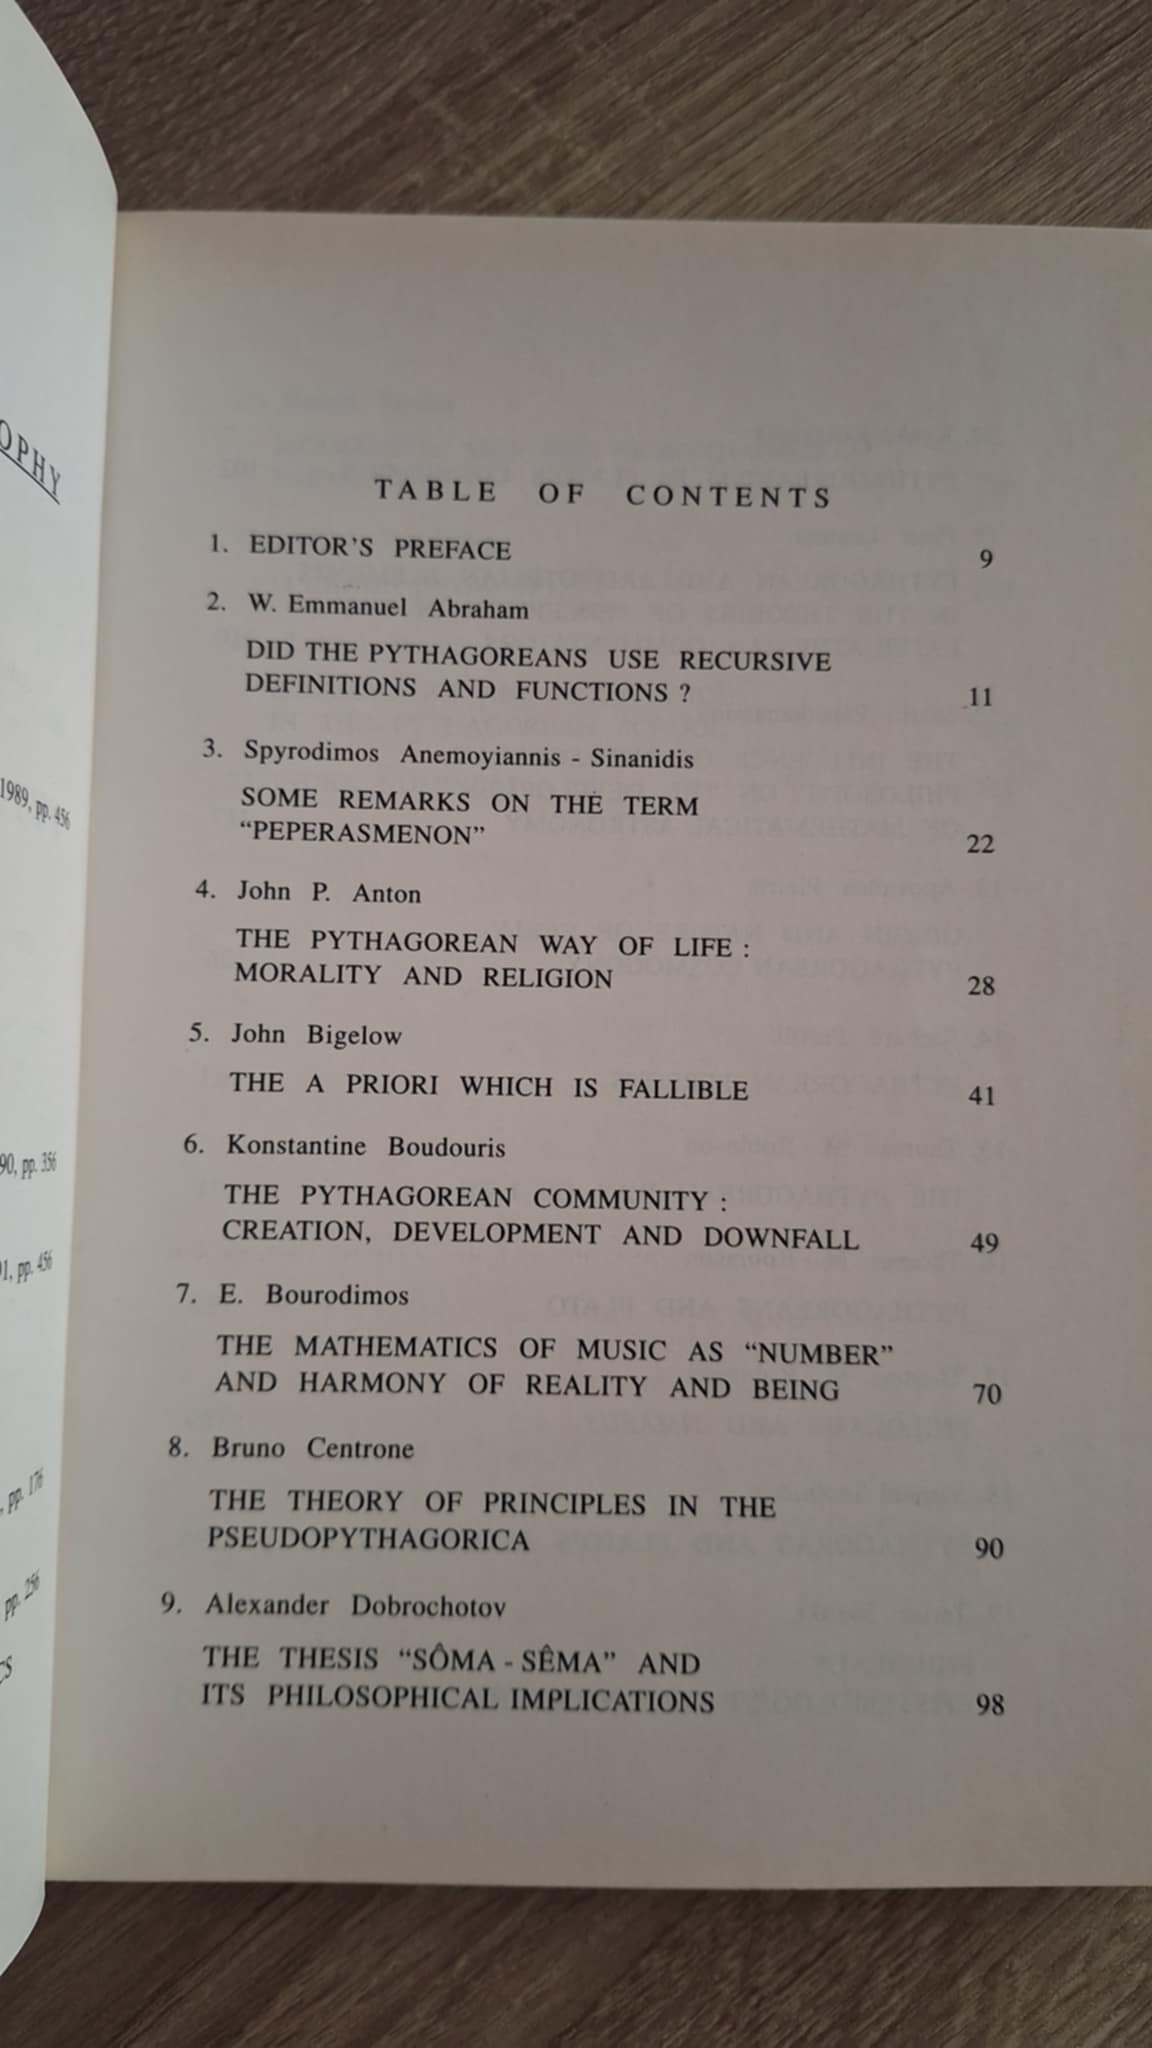 OPHY
1989, pp. 456
90, pp. 356
pp. 456
pp. 176
pp. 256
CS
TABLE OF CONTENTS
1. EDITOR'S PREFACE 9
2. W. Emmanuel Abraham
DID THE PYTHAGOREANS USE RECURSIVE
DEFINITIONS AND FUNCTIONS ? 11
3. Spyrodimos Anemoyiannis - Sinanidis
SOME REMARKS ON THE TERM
“PEPERASMENON” 22
4. John P. Anton
THE PYTHAGOREAN WAY OF LIFE :
MORALITY AND RELIGION 28
5. John Bigelow
THE A PRIORI WHICH IS FALLIBLE 41
6. Konstantine Boudouris
THE PYTHAGOREAN COMMUNITY :
CREATION, DEVELOPMENT AND DOWNFALL 49
7. E. Bourodimos
THE MATHEMATICS OF MUSIC AS “NUMBER”
AND HARMONY OF REALITY AND BEING 70
8. Bruno Centrone
THE THEORY OF PRINCIPLES IN THE
PSEUDOPYTHAGORICA 90
9. Alexander Dobrochotov
THE THESIS “SÔMA - SÊMA” AND
ITS PHILOSOPHICAL IMPLICATIONS 98